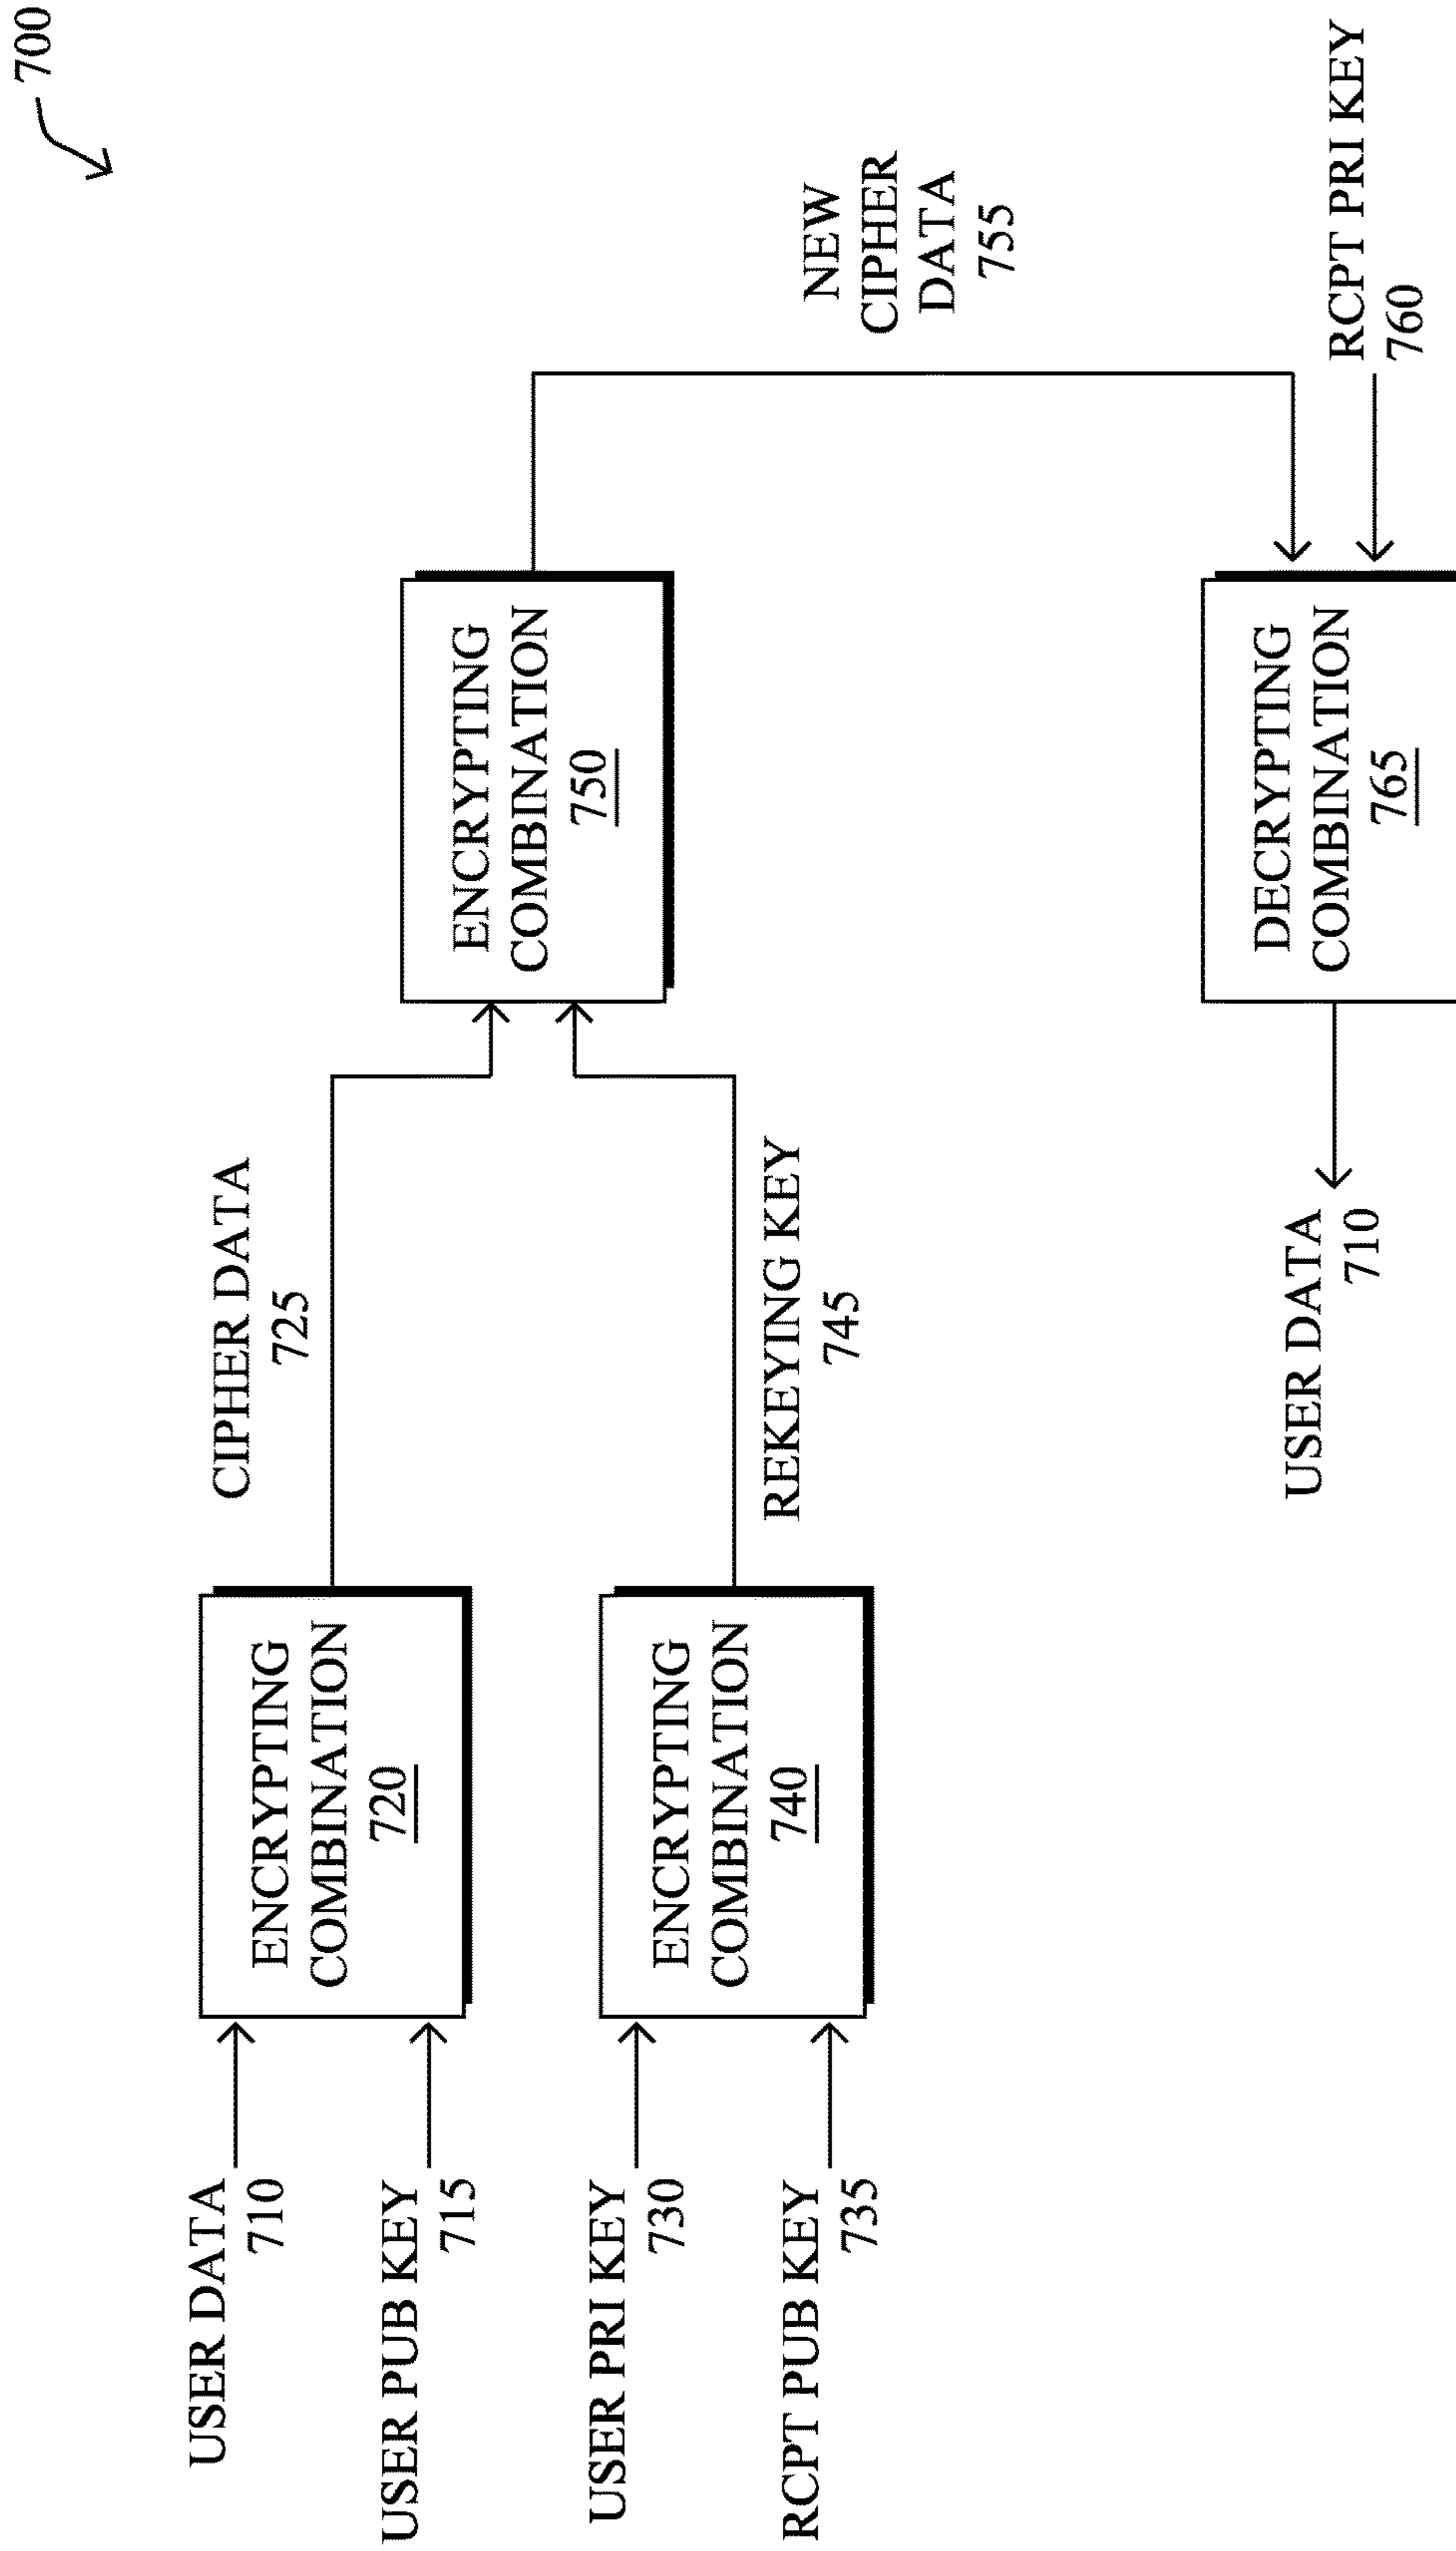 700
USER DATA
710
USER PUB KEY
715
ENCRYPTING
COMBINATION
720
CIPHER DATA
725
USER PRI KEY
730
RCPT PUB KEY
735
ENCRYPTING
COMBINATION
740
REKEYING KEY
745
ENCRYPTING
COMBINATION
750
NEW
CIPHER
DATA
755
RCPT PRI KEY
760
DECRYPTING
COMBINATION
765
USER DATA
710